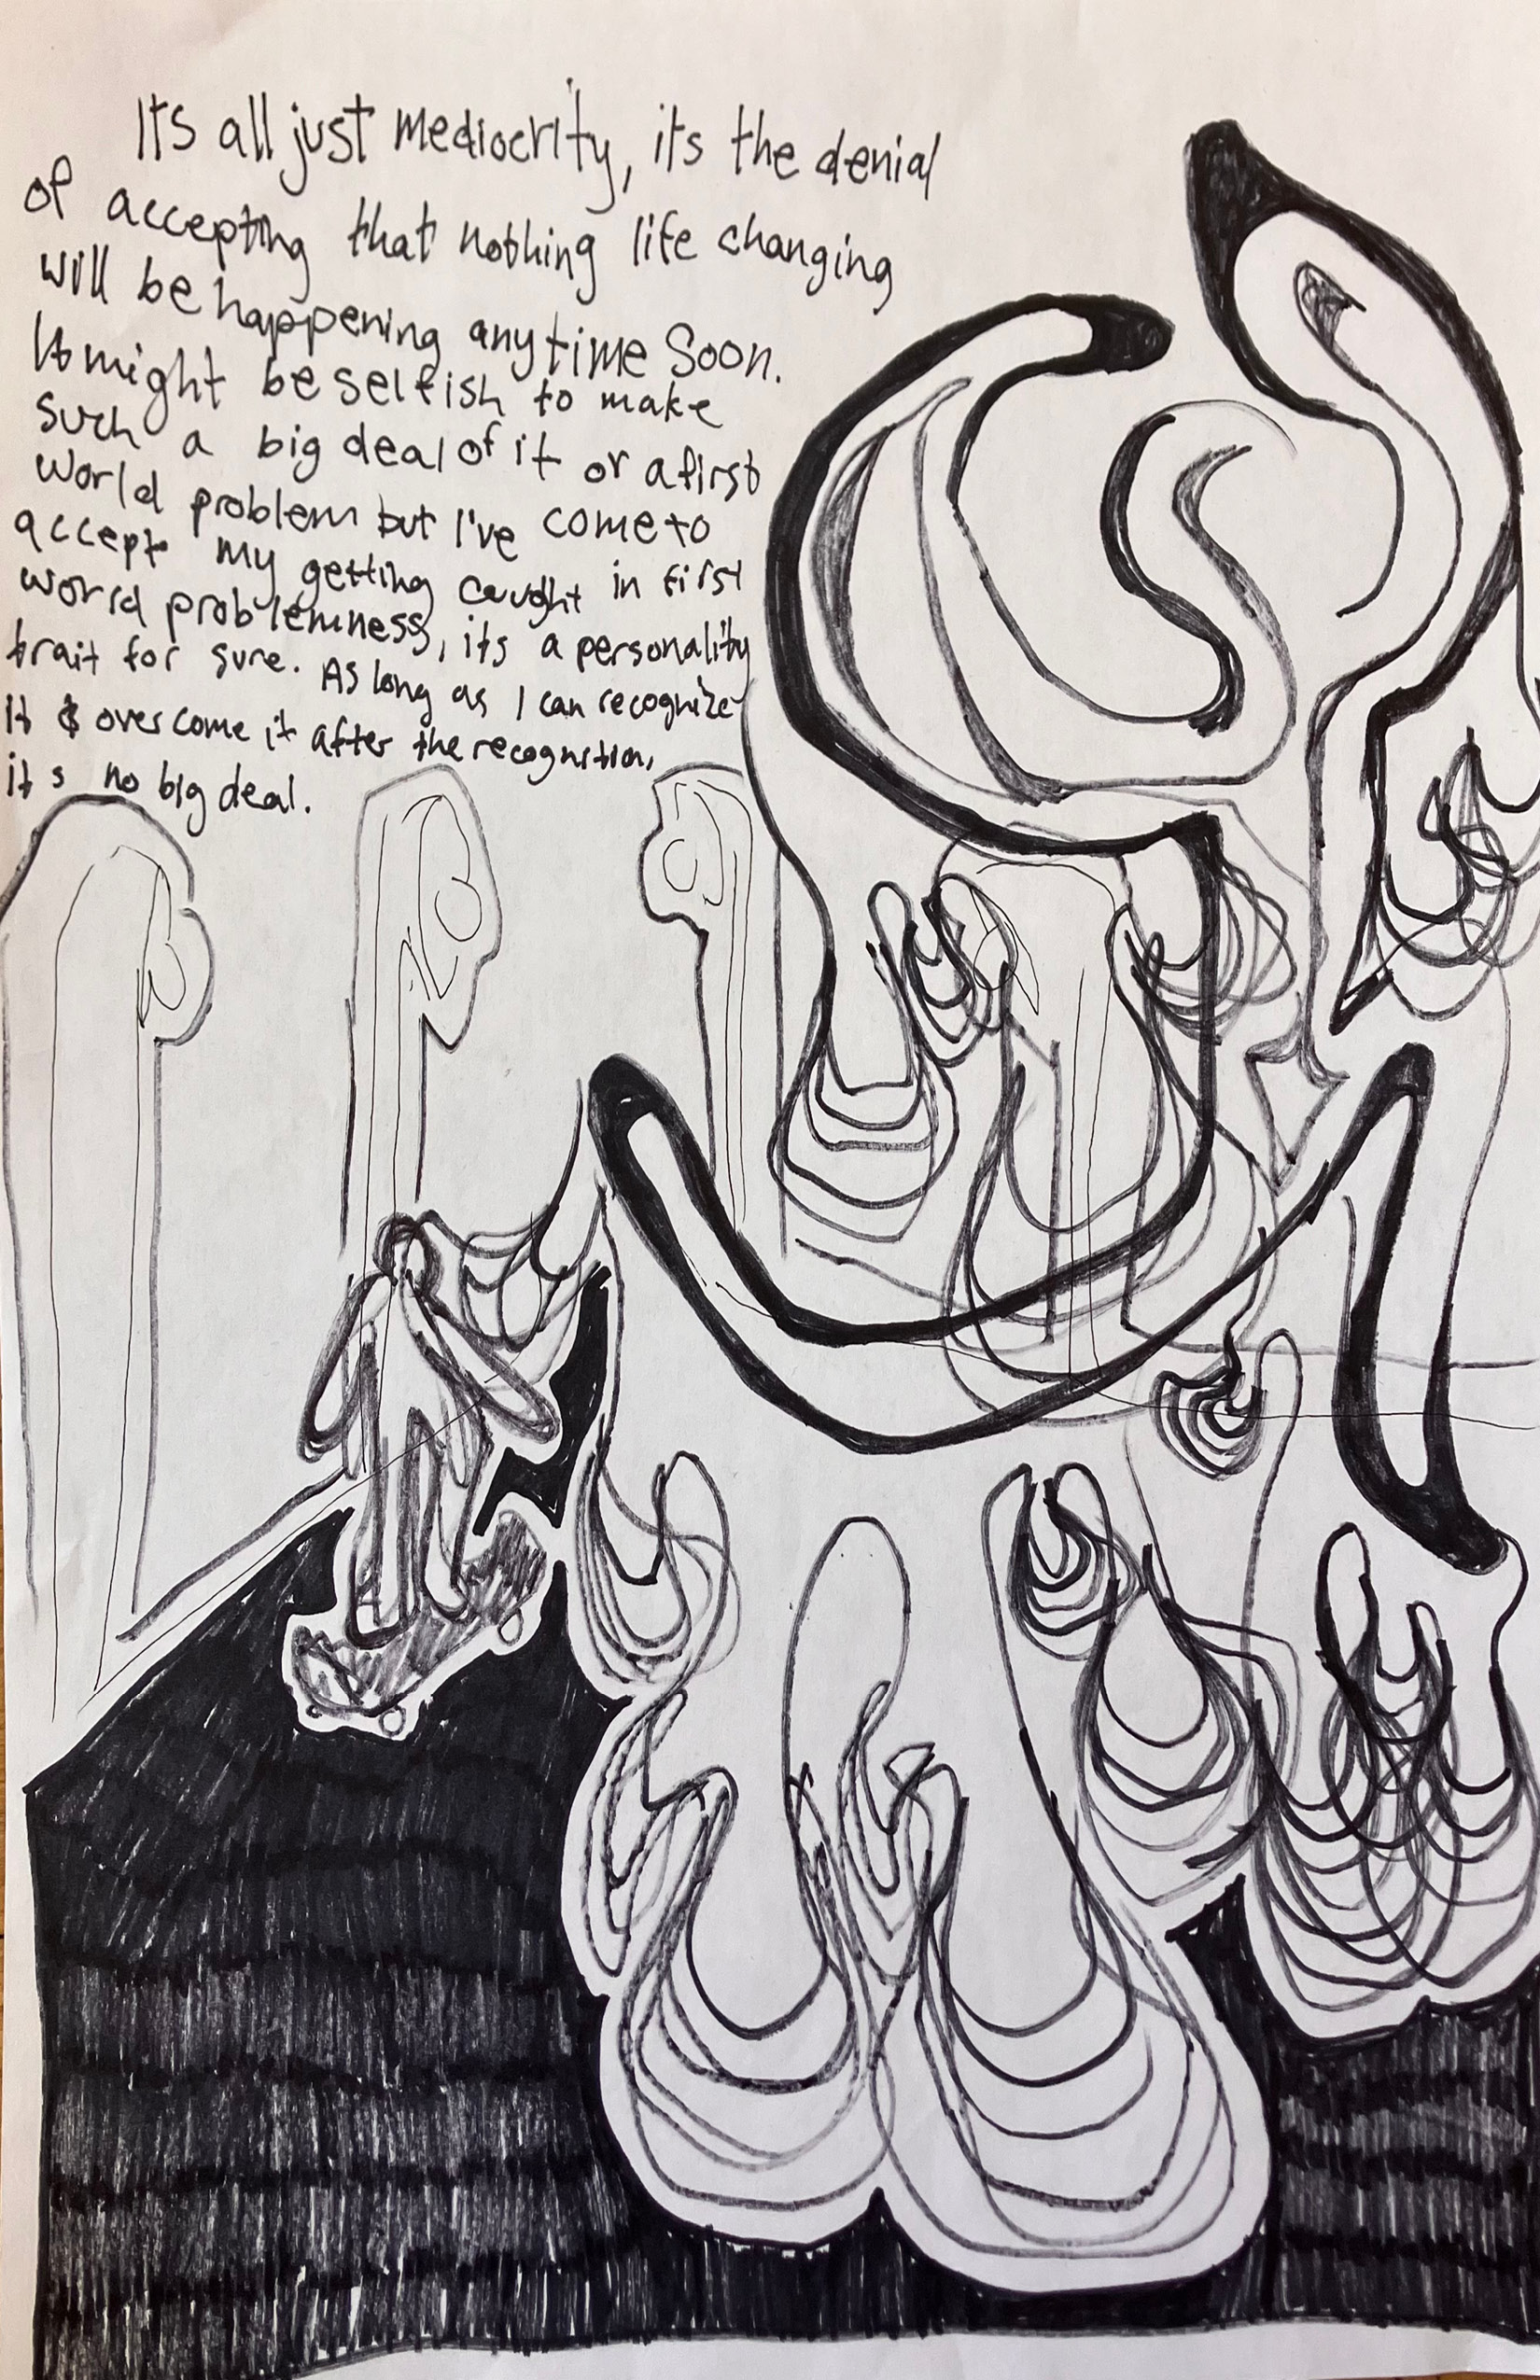 Its all just mediocrity, its the denial
of accepting that nothing life changing
will be happening anytime soon.
It might be selfish to make
such a big deal of it or a first
world problem but I've come to
accept my getting caught in first
world problemness, its a personality
trait for sure. As long as I can recognize
it & overcome it after the recognition,
its no big deal.